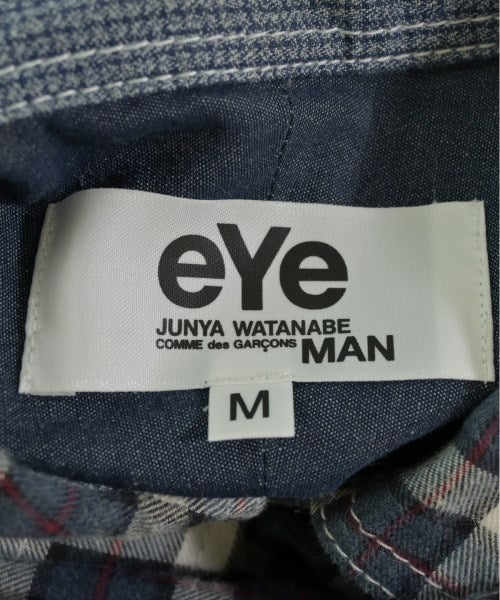 eYe
JUNYA WATANABE
COMME des GARÇONS MAN
M